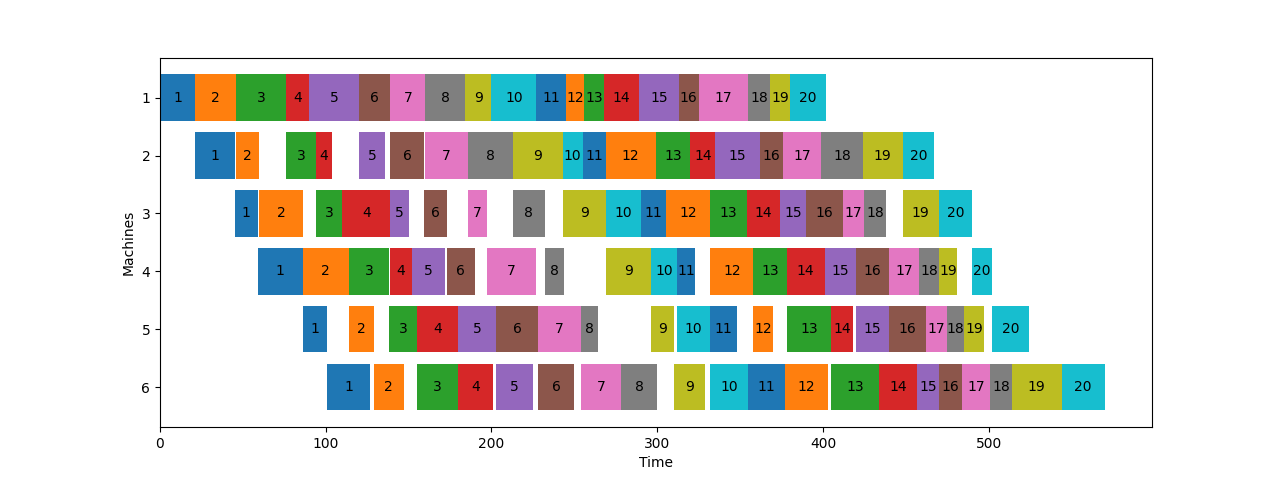 1 1 2 3 4 5 6 7 8 9 10 11 12 13 14 15 16 17 18 19 20
2 1 2 3 4 5 6 7 8 9 10 11 12 13 14 15 16 17 18 19 20
3 1 2 3 4 5 6 7 8 9 10 11 12 13 14 15 16 17 18 19 20
4 1 2 3 4 5 6 7 8 9 10 11 12 13 14 15 16 17 18 19 20
5 1 2 3 4 5 6 7 8 9 10 11 12 13 14 15 16 17 18 19 20
6 1 2 3 4 5 6 7 8 9 10 11 12 13 14 15 16 17 18 19 20
Machines
0 100 200 300 400 500
Time